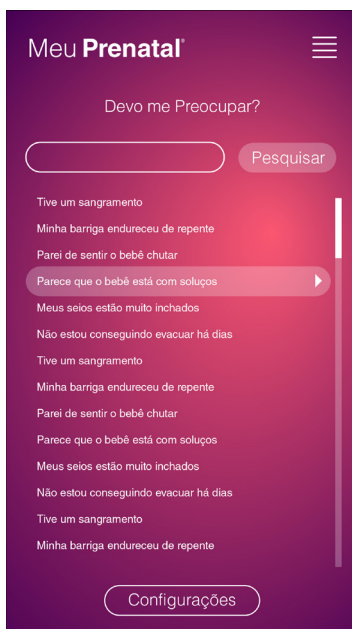 Meu Prenatal®
Devo me Preocupar?
Pesquisar
Tive um sangramento
Minha barriga endureceu de repente
Parei de sentir o bebê chutar
Parece que o bebê está com soluços
Meus seios estão muito inchados
Não estou conseguindo evacuar há dias
Tive um sangramento
Minha barriga endureceu de repente
Parei de sentir o bebê chutar
Parece que o bebê está com soluços
Meus seios estão muito inchados
Não estou conseguindo evacuar há dias
Tive um sangramento
Minha barriga endureceu de repente
Configurações